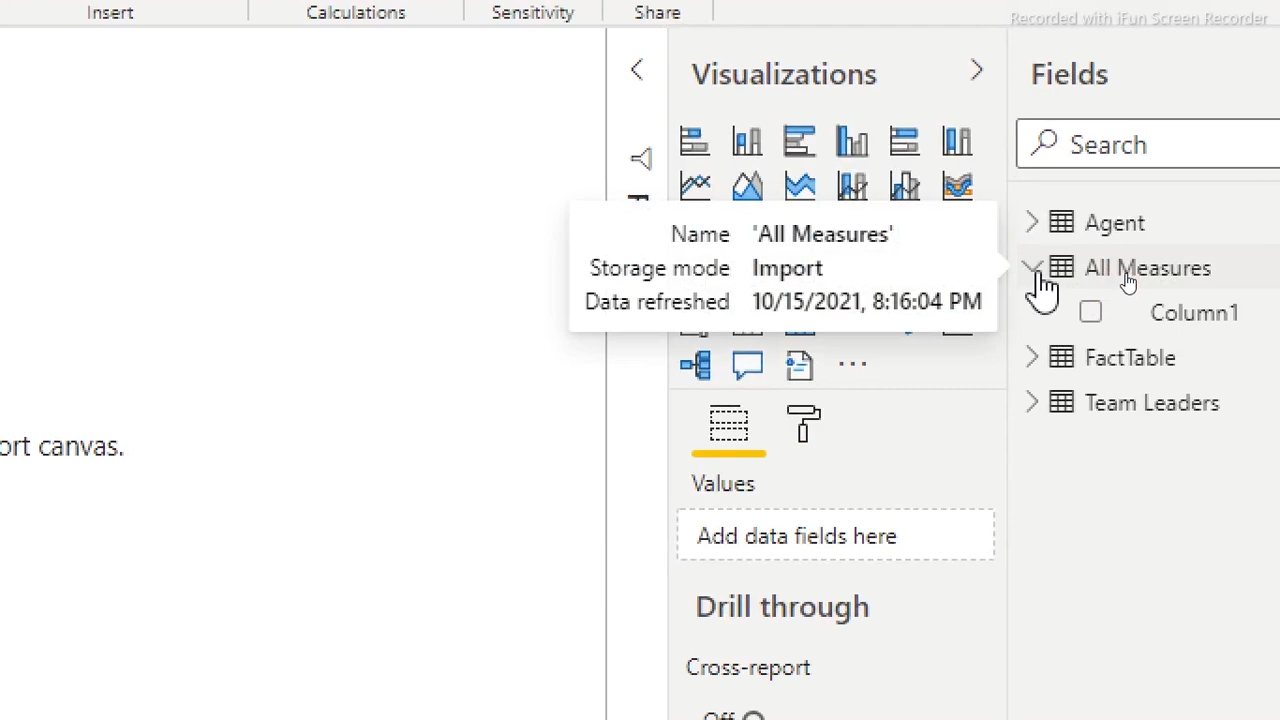 Insert
Calculations
Sensitivity
Share
Recorded with iFun Screen Recorder
Visualizations
Fields
Search
Name 'All Measures'
Storage mode Import
Data refreshed 10/15/2021, 8:16:04 PM
Agent
All Measures
Column1
FactTable
Team Leaders
ort canvas.
Values
Add data fields here
Drill through
Cross-report
Off